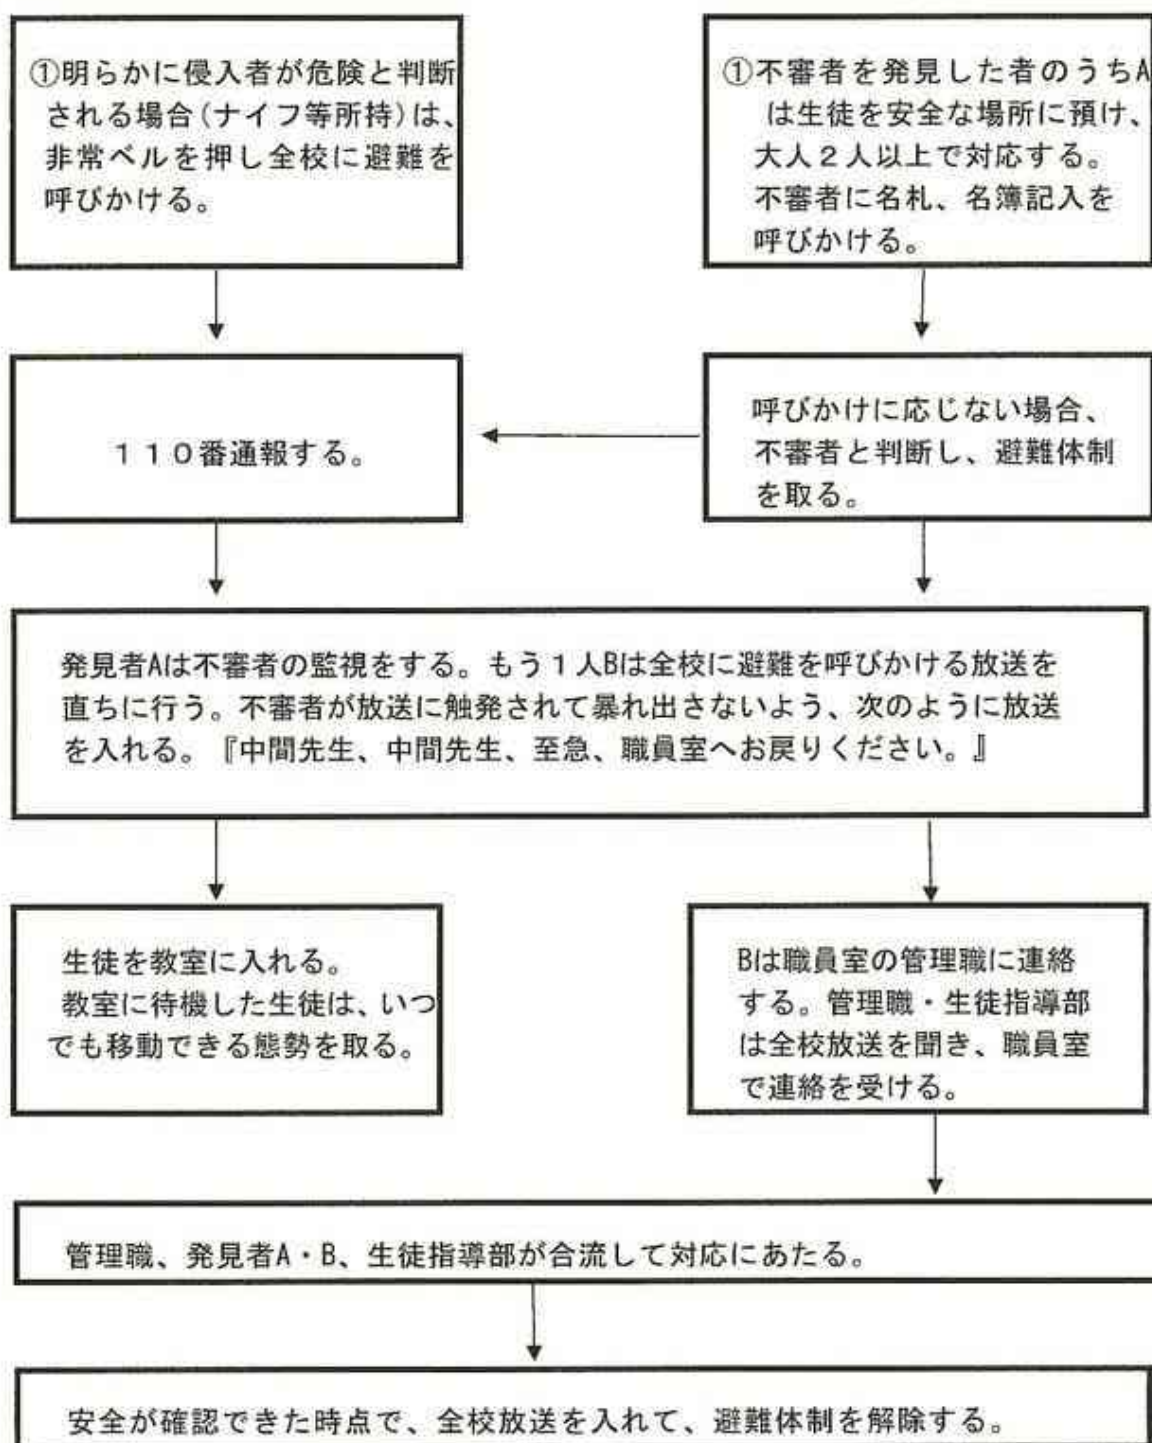 ①明らかに侵入者が危険と判断
される場合(ナイフ等所持)は、
非常ベルを押し全校に避難を
呼びかける。
①不審者を発見した者のうちA
は生徒を安全な場所に預け、
大人２人以上で対応する。
不審者に名札、名簿記入を
呼びかける。
１１０番通報する。
呼びかけに応じない場合、
不審者と判断し、避難体制
を取る。
発見者Aは不審者の監視をする。もう１人Bは全校に避難を呼びかける放送を
直ちに行う。不審者が放送に触発されて暴れ出さないよう、次のように放送
を入れる。『中間先生、中間先生、至急、職員室へお戻りください。』
生徒を教室に入れる。
教室に待機した生徒は、いつ
でも移動できる態勢を取る。
Bは職員室の管理職に連絡
する。管理職・生徒指導部
は全校放送を聞き、職員室
で連絡を受ける。
管理職、発見者A・B、生徒指導部が合流して対応にあたる。
安全が確認できた時点で、全校放送を入れて、避難体制を解除する。